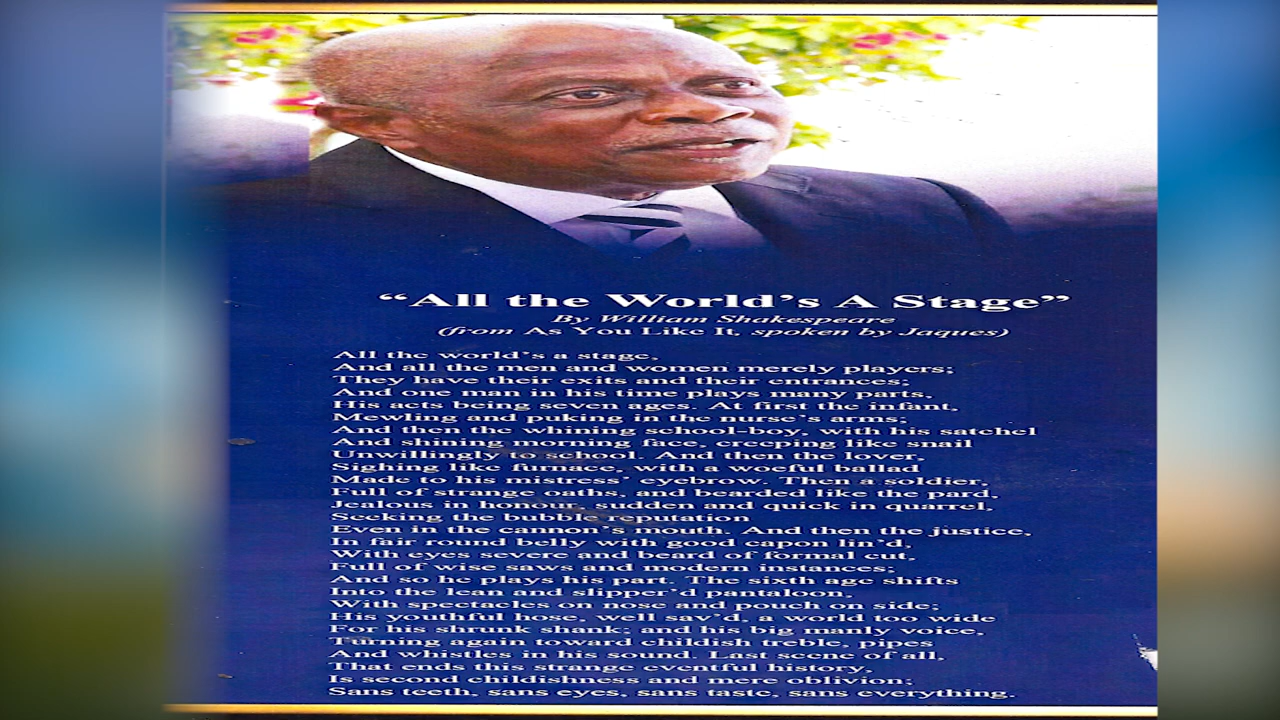 “All the World’s A Stage”
By William Shakespeare
(from As You Like It, spoken by Jaques)
All the world’s a stage,
And all the men and women merely players;
They have their exits and their entrances;
And one man in his time plays many parts,
His acts being seven ages. At first the infant,
Mewling and puking in the nurse’s arms;
And then the whining school-boy, with his satchel
And shining morning face, creeping like snail
Unwillingly to school. And then the lover,
Sighing like furnace, with a woeful ballad
Made to his mistress’ eyebrow. Then a soldier,
Full of strange oaths, and bearded like the pard,
Jealous in honour, sudden and quick in quarrel,
Seeking the bubble reputation
Even in the cannon’s mouth. And then the justice,
In fair round belly with good capon lin’d,
With eyes severe and beard of formal cut,
Full of wise saws and modern instances;
And so he plays his part. The sixth age shifts
Into the lean and slipper’d pantaloon,
With spectacles on nose and pouch on side;
His youthful hose, well sav’d, a world too wide
For his shrunk shank; and his big manly voice,
Turning again toward childish treble, pipes
And whistles in his sound. Last scene of all,
That ends this strange eventful history,
Is second childishness and mere oblivion;
Sans teeth, sans eyes, sans taste, sans everything.